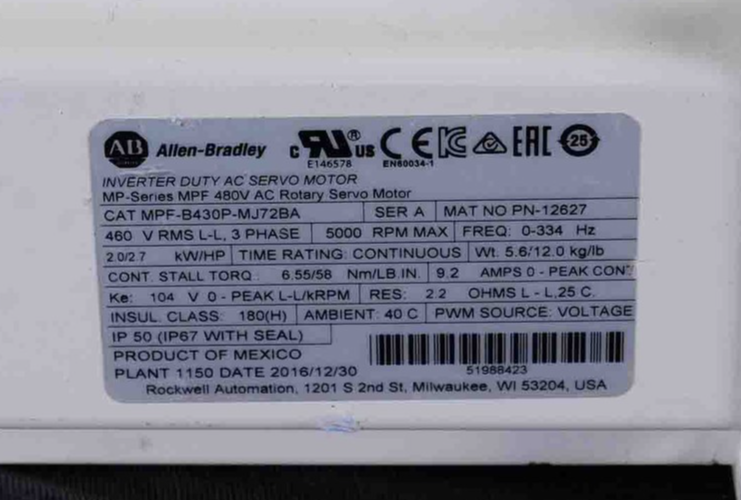 AB Allen-Bradley c RU ® US CE KC EAC 25
ALLEN-BRADLEY E146578 EN60034-1
INVERTER DUTY AC SERVO MOTOR
MP-Series MPF 480V AC Rotary Servo Motor
CAT MPF-B430P-MJ72BA SER A MAT NO PN-12627
460 V RMS L-L, 3 PHASE 5000 RPM MAX FREQ: 0-334 Hz
2.0/2.7 kW/HP TIME RATING: CONTINUOUS Wt. 5.6/12.0 kg/lb
CONT. STALL TORQ. 6.55/58 Nm/LB.IN. 9.2 AMPS 0 - PEAK CONT
Ke: 104 V 0 - PEAK L-L/kRPM RES: 2.2 OHMS L - L,25 C.
INSUL. CLASS: 180(H) AMBIENT: 40 C PWM SOURCE: VOLTAGE
IP 50 (IP67 WITH SEAL)
PRODUCT OF MEXICO
PLANT 1150 DATE 2016/12/30 51988423
Rockwell Automation, 1201 S 2nd St, Milwaukee, WI 53204, USA